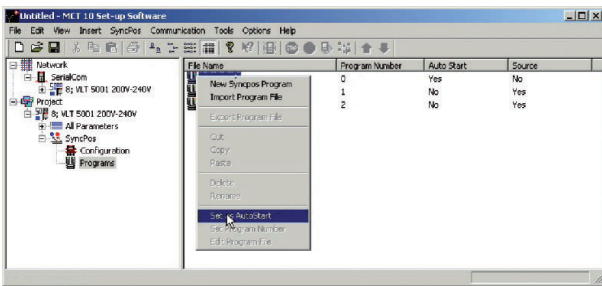 Untitled - MCT 10 Set-up Software
File Edit View Insert SyncPos Communication Tools Options Help
Network
SerialCom
8; VLT 5001 200V-240V
Project
8; VLT 5001 200V-240V
All Parameters
SyncPos
Configuration
Programs
File Name Program Number Auto Start Source
0 Yes No
1 No Yes
2 No Yes
New Syncpos Program
Import Program File
Export Program File
Cut
Copy
Paste
Delete
Rename
Set as AutoStart
Set Program Number
Edit Program File